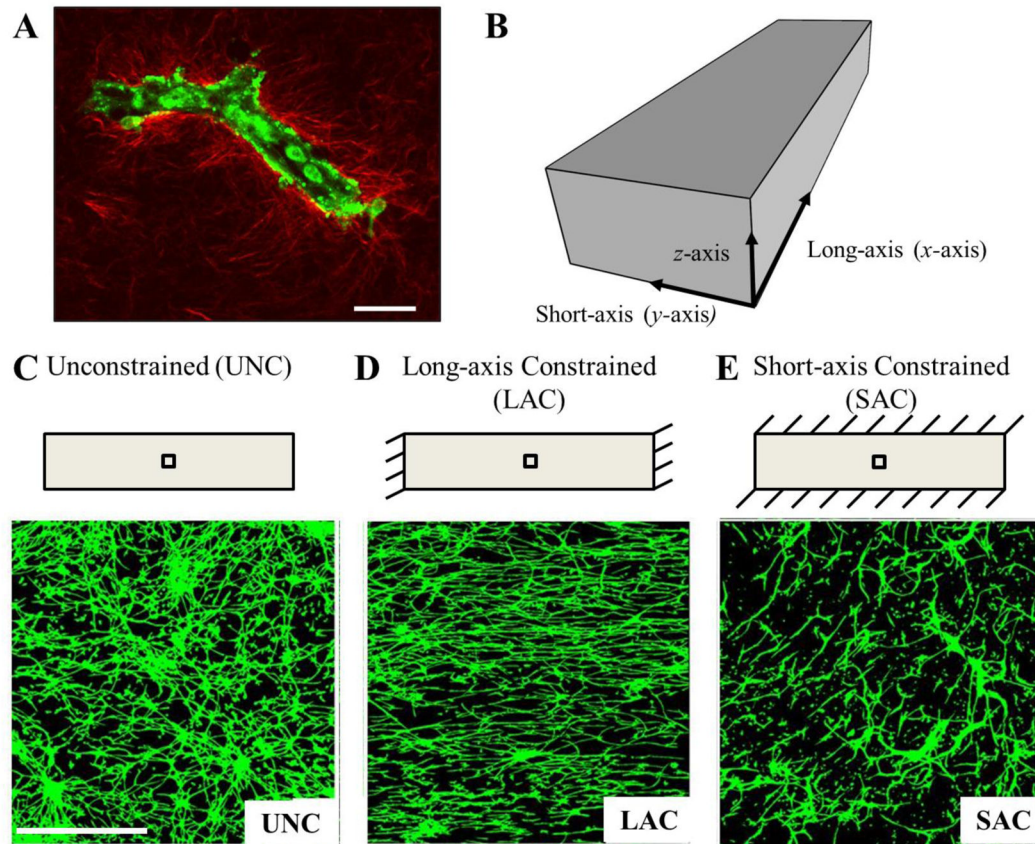 A
B
z-axis
Long-axis (x-axis)
Short-axis (y-axis)
C Unconstrained (UNC)
D Long-axis Constrained
(LAC)
E Short-axis Constrained
(SAC)
UNC
LAC
SAC